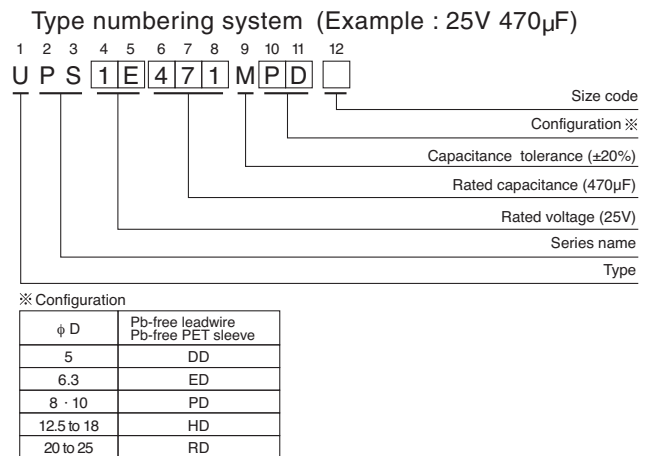 Type numbering system (Example : 25V 470µF)
1 2 3 4 5 6 7 8 9 10 11 12
U P S 1 E 4 7 1 M P D
Size code
Configuration ※
Capacitance tolerance (±20%)
Rated capacitance (470µF)
Rated voltage (25V)
Series name
Type
※ Configuration
ϕ D
Pb-free leadwire
Pb-free PET sleeve
5 DD
6.3 ED
8 · 10 PD
12.5 to 18 HD
20 to 25 RD